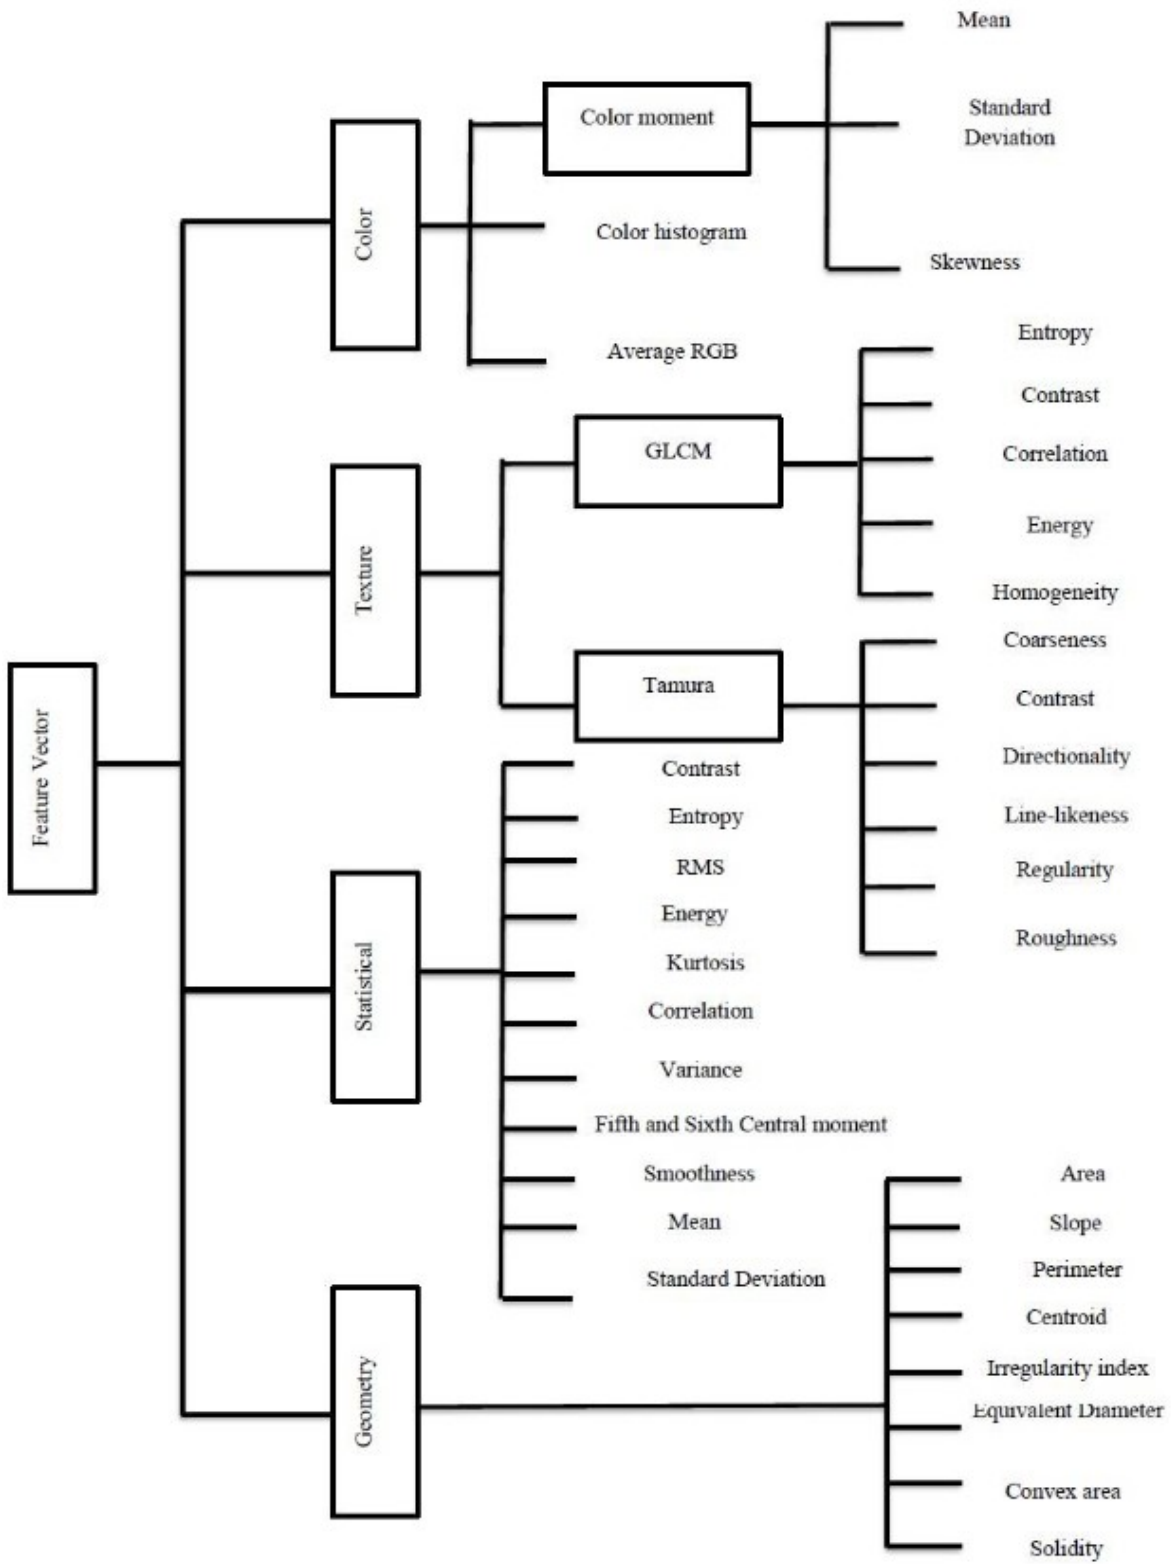 Feature Vector
Color
Color moment
Mean
Standard
Deviation
Skewness
Color histogram
Average RGB
Texture
GLCM
Entropy
Contrast
Correlation
Energy
Homogeneity
Tamura
Coarseness
Contrast
Directionality
Line-likeness
Regularity
Roughness
Statistical
Contrast
Entropy
RMS
Energy
Kurtosis
Correlation
Variance
Fifth and Sixth Central moment
Smoothness
Mean
Standard Deviation
Geometry
Area
Slope
Perimeter
Centroid
Irregularity index
Equivalent Diameter
Convex area
Solidity